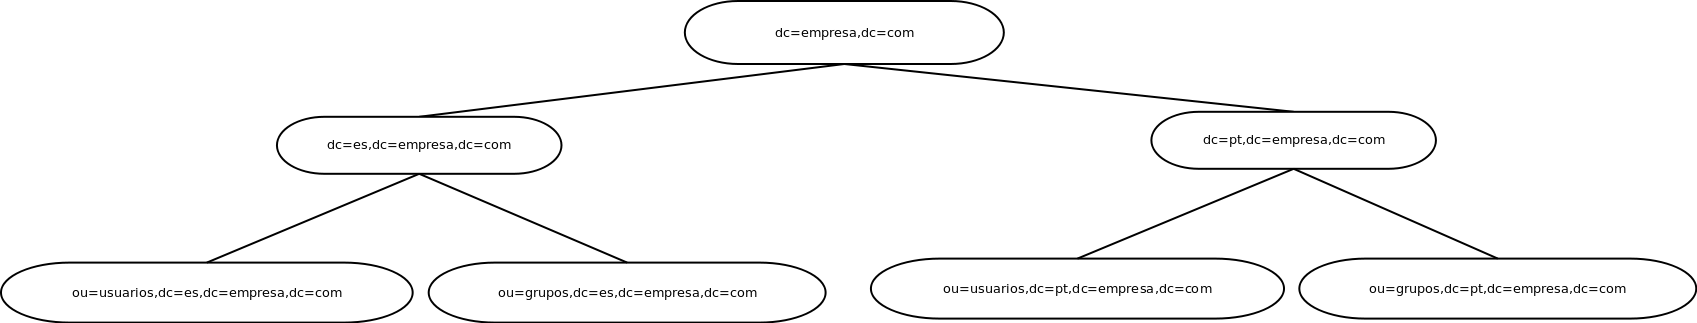 dc=empresa,dc=com
dc=es,dc=empresa,dc=com
dc=pt,dc=empresa,dc=com
ou=usuarios,dc=es,dc=empresa,dc=com
ou=grupos,dc=es,dc=empresa,dc=com
ou=usuarios,dc=pt,dc=empresa,dc=com
ou=grupos,dc=pt,dc=empresa,dc=com